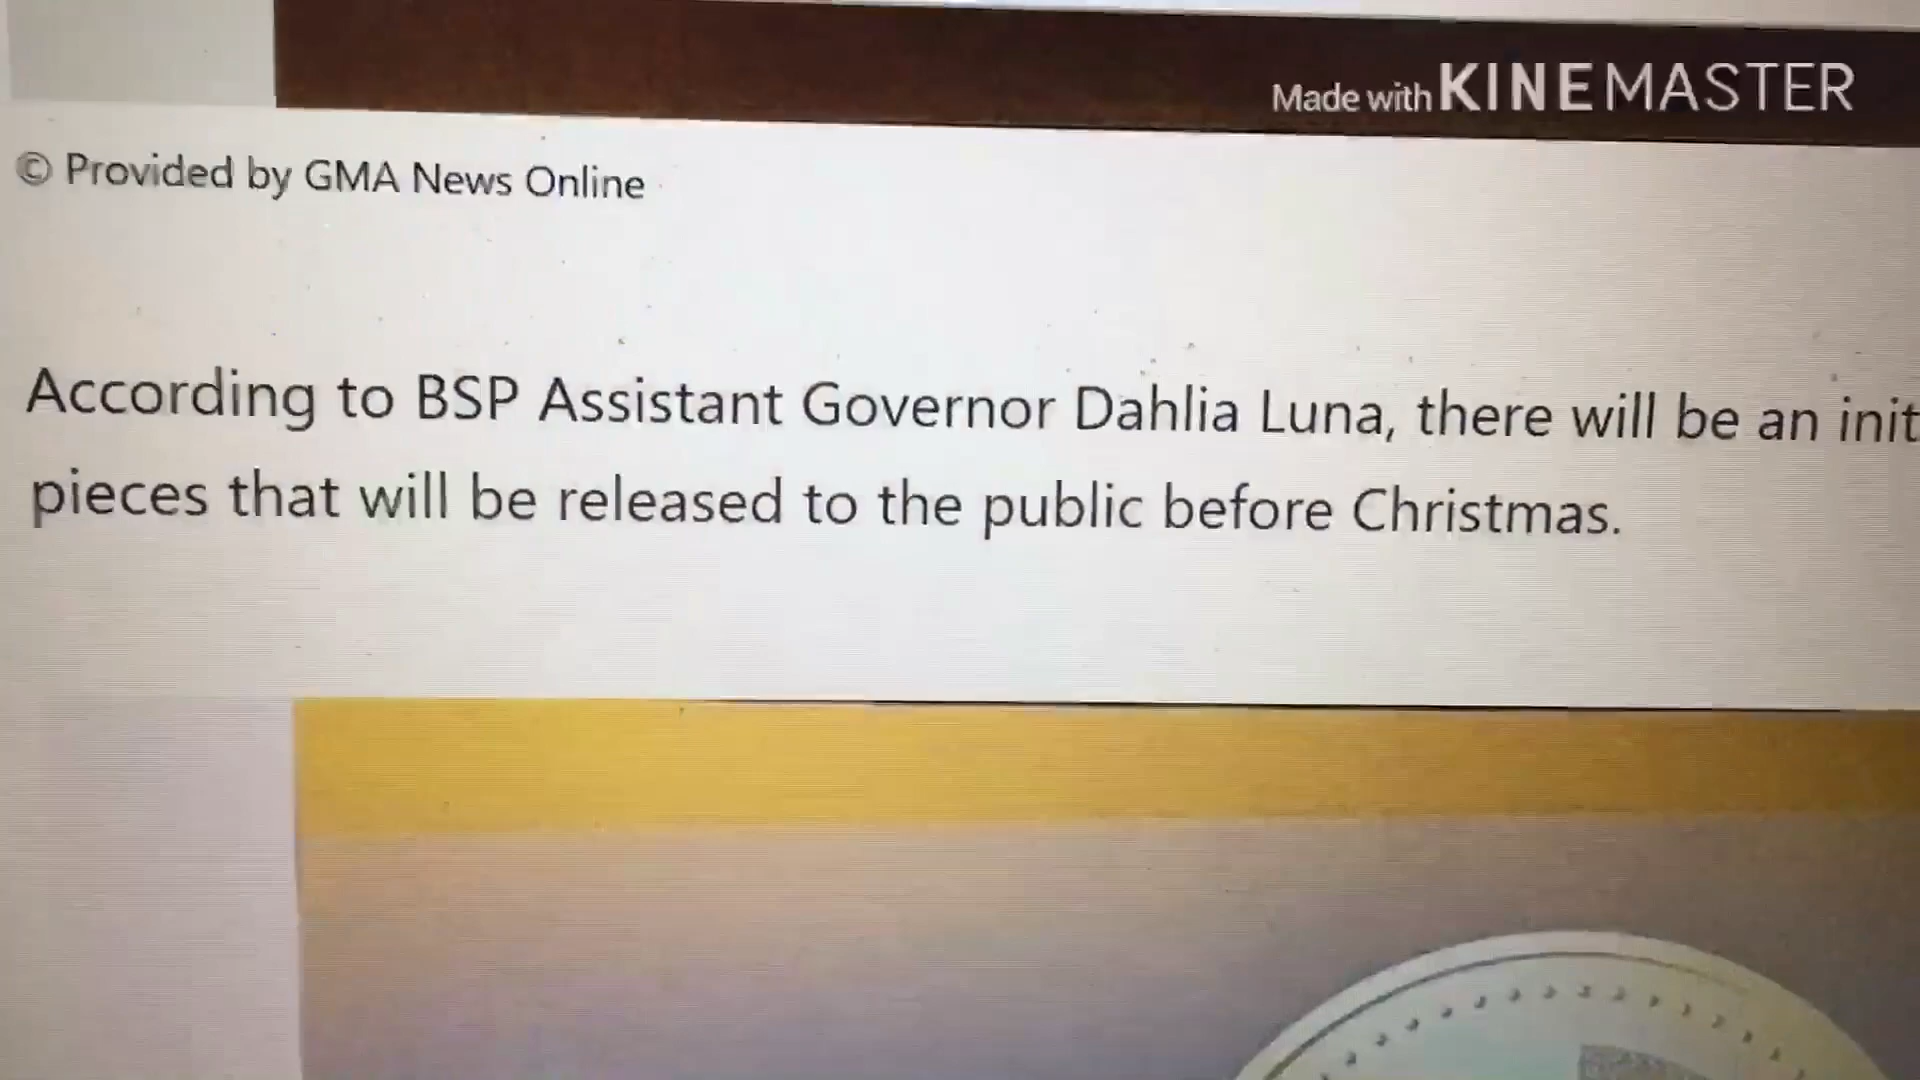 Made with KINEMASTER
© Provided by GMA News Online
According to BSP Assistant Governor Dahlia Luna, there will be an
pieces that will be released to the public before Christmas.